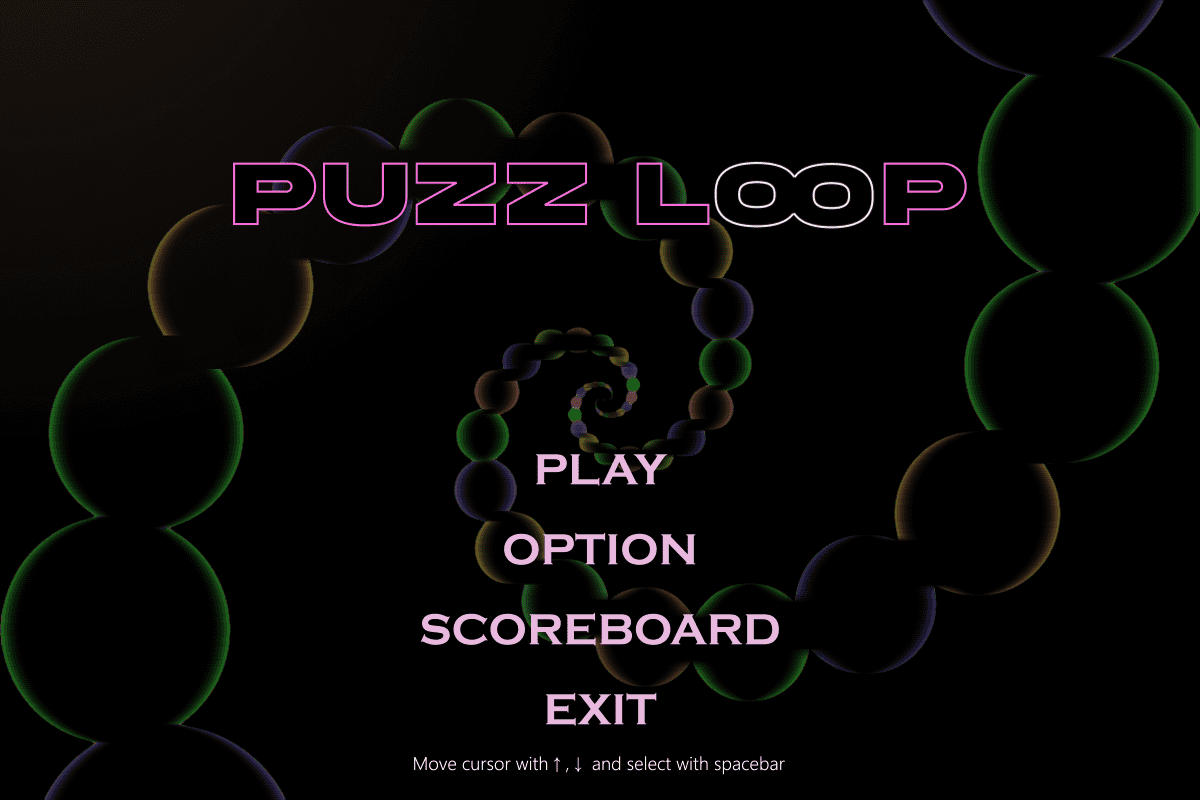 PUZZ LOOP
PLAY
OPTION
SCOREBOARD
EXIT
Move cursor with ↑ , ↓ and select with spacebar